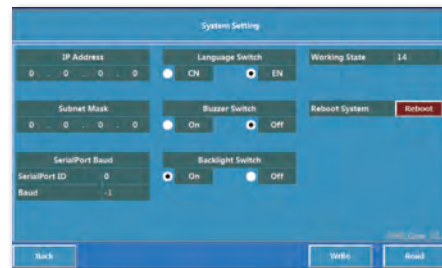 System Setting
IP Address
0 . 0 . 0 . 0
Language Switch
CN EN
Working State 14
Subnet Mask
0 . 0 . 0 . 0
Buzzer Switch
On Off
Reboot System Reboot
SerialPort Baud
SerialPort ID 0
Baud -1
Backlight Switch
On Off
Back Write Read